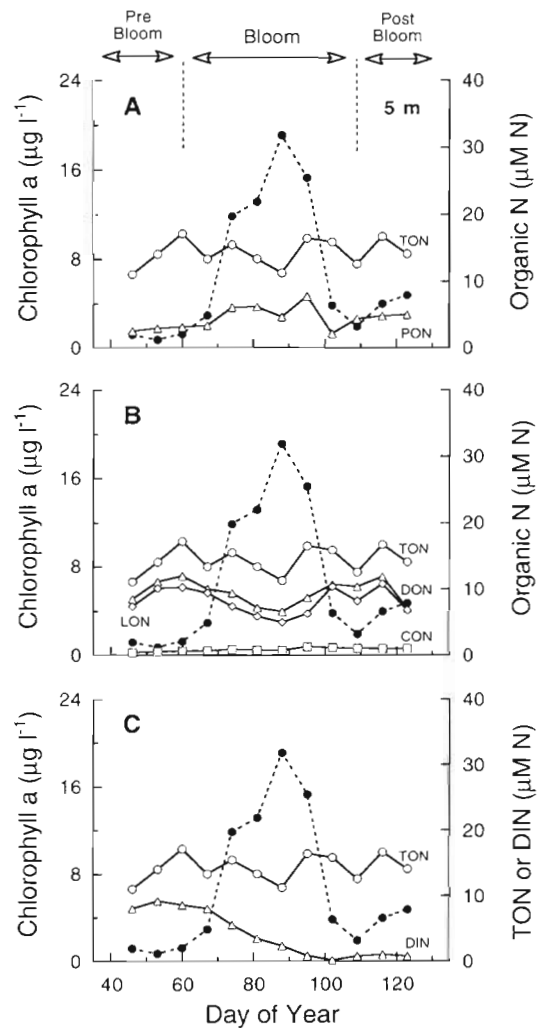 Pre Bloom
Bloom
Post Bloom
A
5 m
24
16
8
0
Chlorophyll a (µg l⁻¹)
40
30
20
10
0
Organic N (µM N)
TON
PON
B
24
16
8
0
Chlorophyll a (µg l⁻¹)
40
30
20
10
0
Organic N (µM N)
TON
DON
LON
CON
C
24
16
8
0
Chlorophyll a (µg l⁻¹)
40
30
20
10
0
TON or DIN (µM N)
TON
DIN
40
60
80
100
120
Day of Year